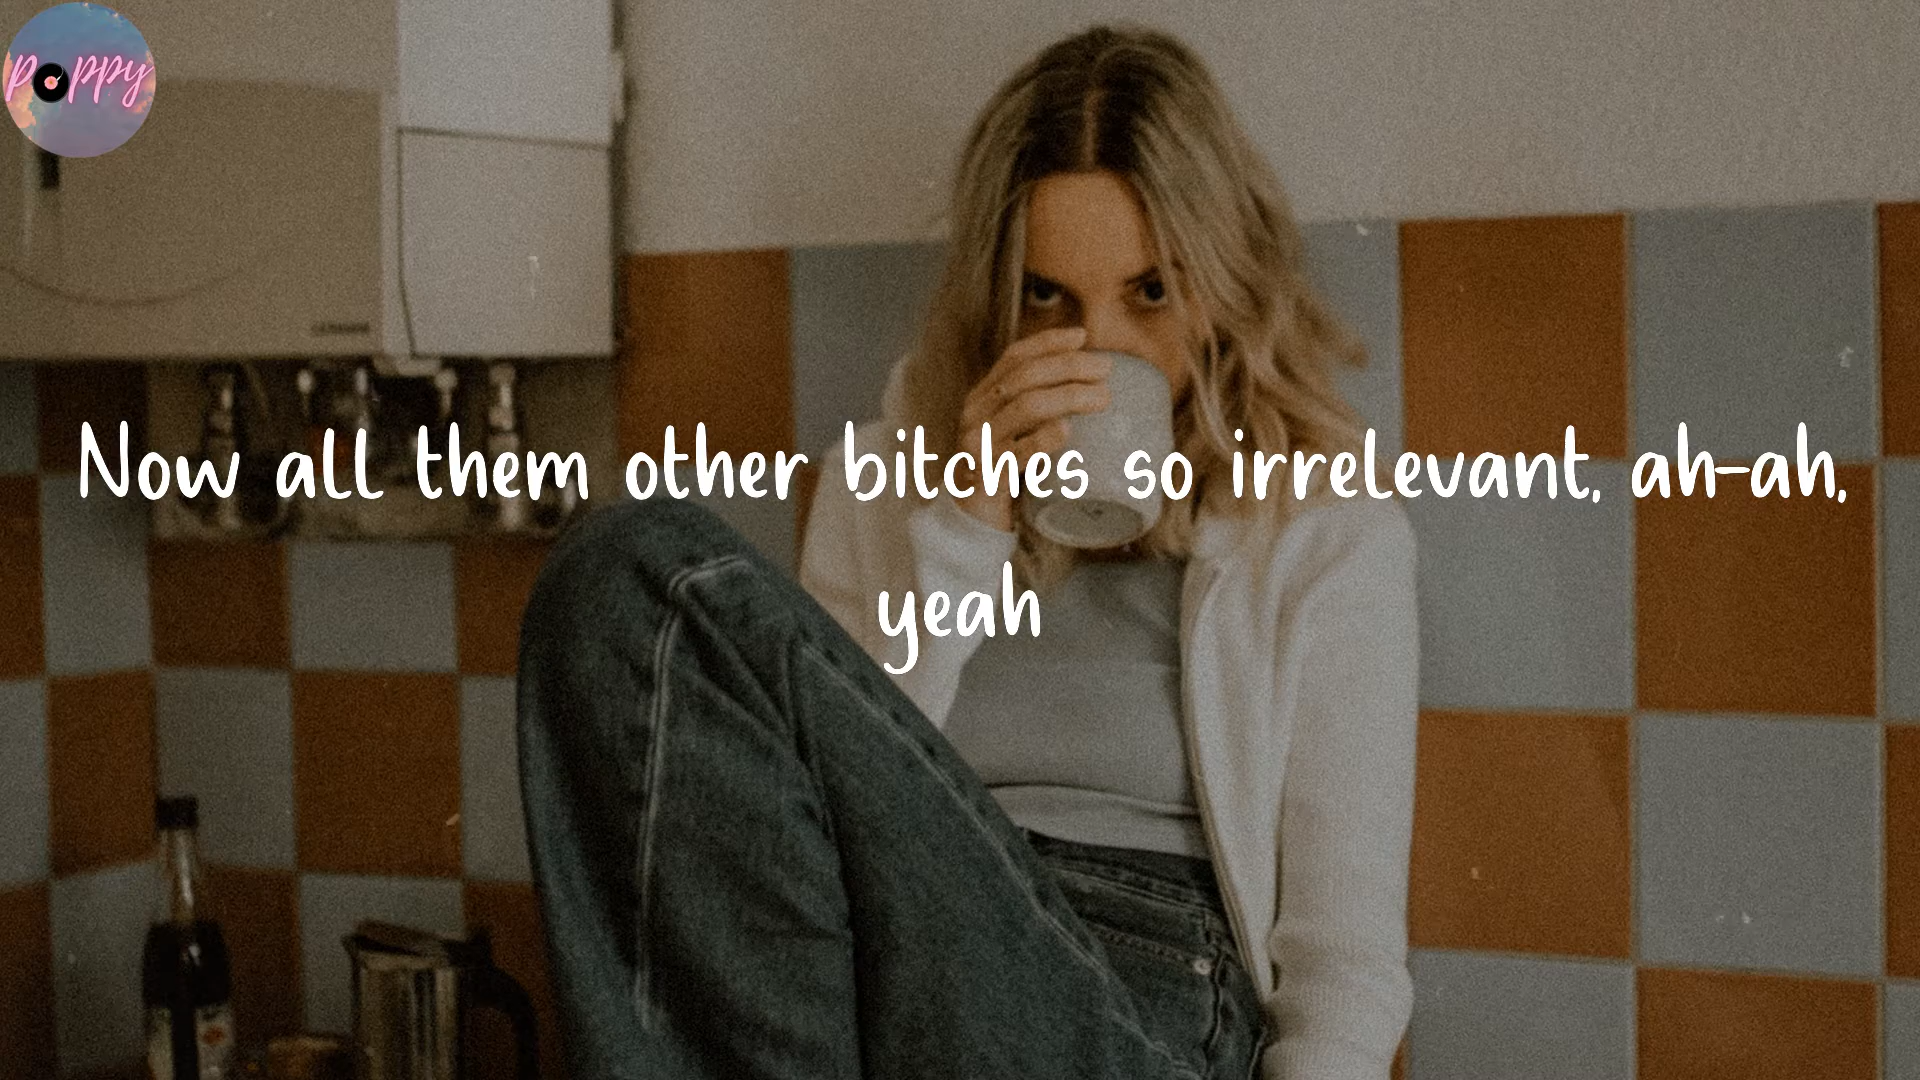 Poppy
Now all them other bitches so irrelevant, ah-ah,
yeah